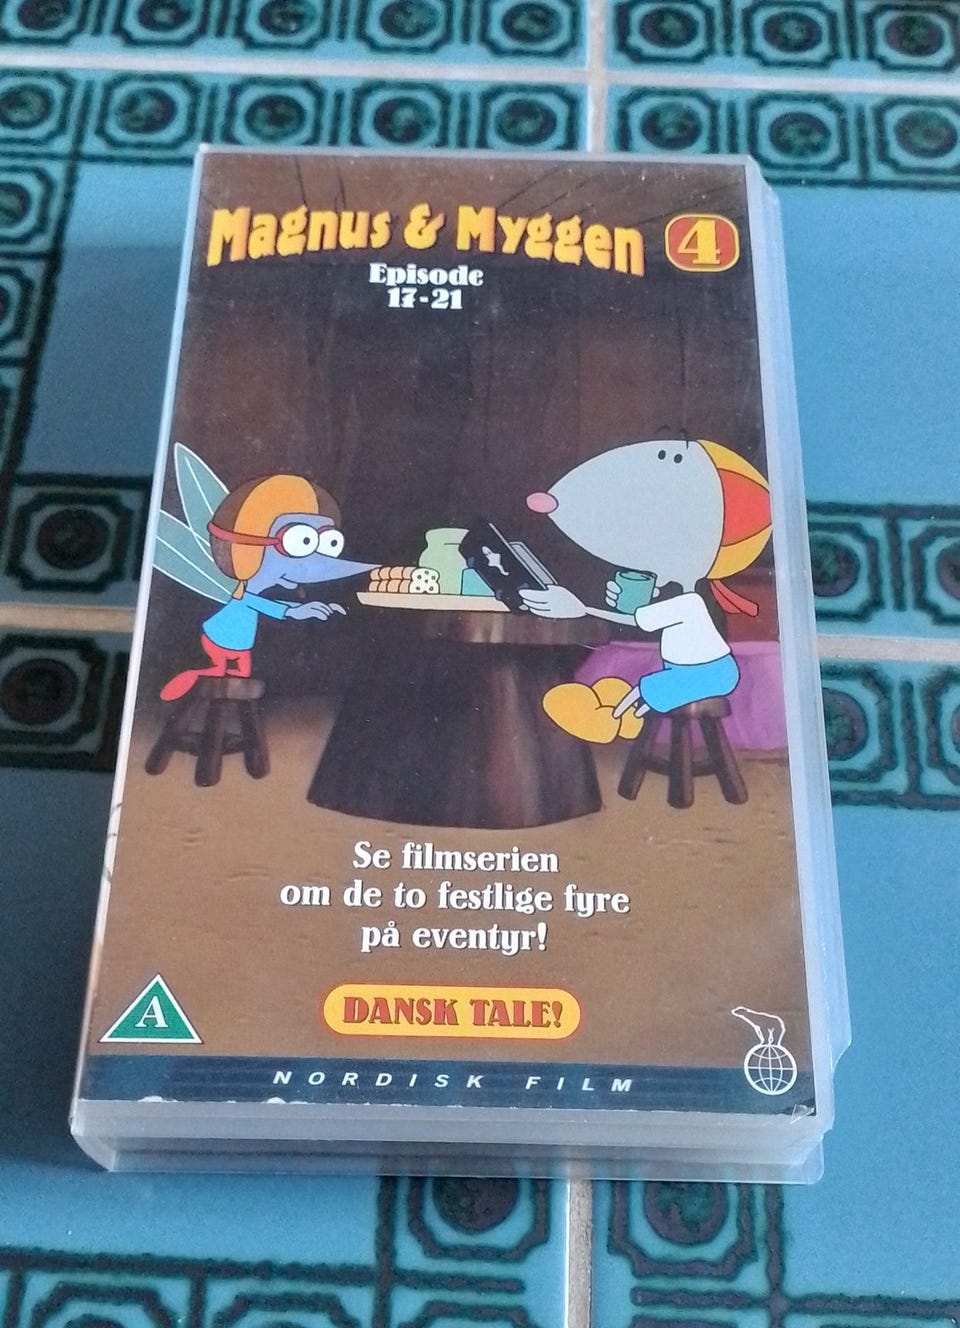 Magnus & Myggen 4
Episode
17-21
Se filmserien
om de to festlige fyre
på eventyr!
A
DANSK TALE!
NORDISK FILM